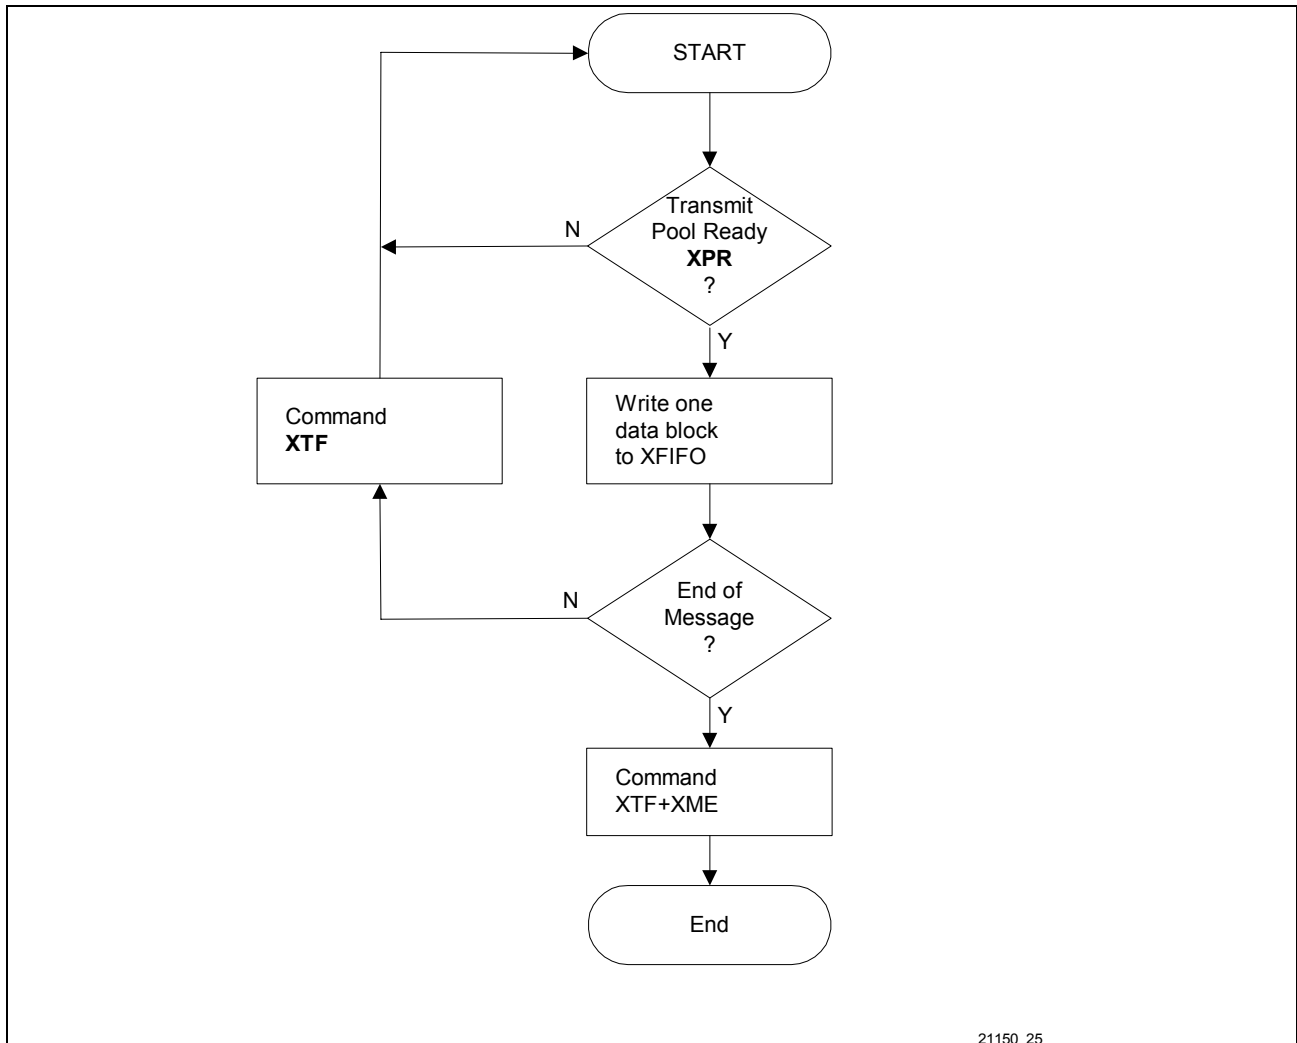 START
Transmit
Pool Ready
XPR
?
N
Y
Command
XTF
Write one
data block
to XFIFO
End of
Message
?
N
Y
Command
XTF+XME
End
21150_25